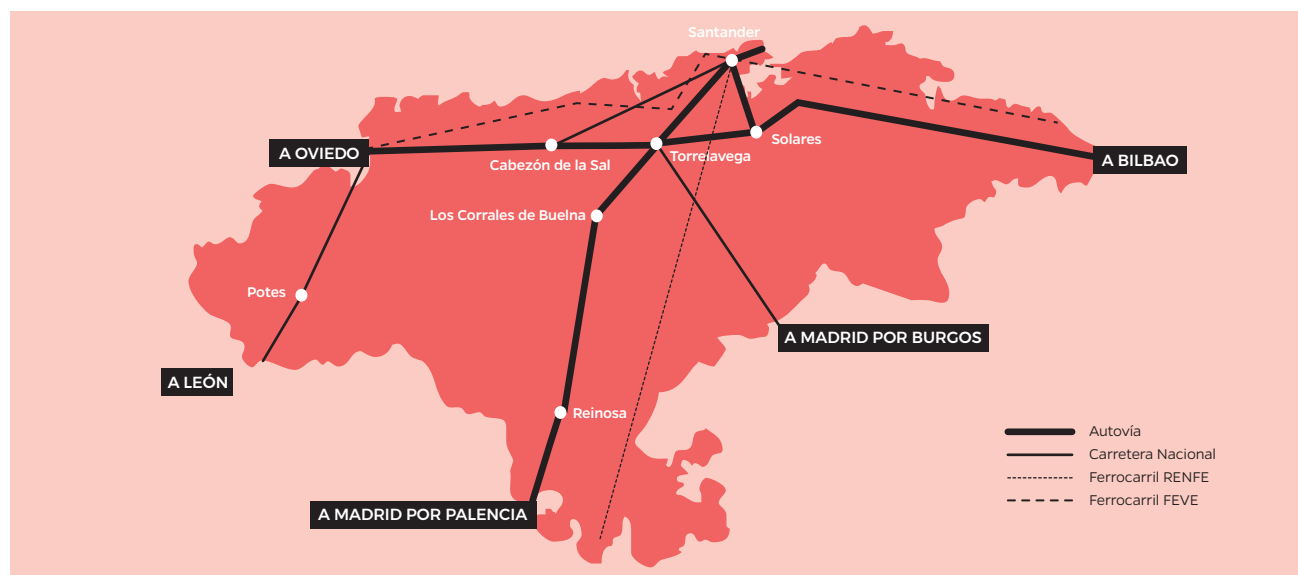 Santander
Solares
A OVIEDO
Torrelavega
A BILBAO
Cabezón de la Sal
Los Corrales de Buelna
Potes
A MADRID POR BURGOS
A LEÓN
Reinosa
A MADRID POR PALENCIA
Autovía
Carretera Nacional
Ferrocarril RENFE
Ferrocarril FEVE